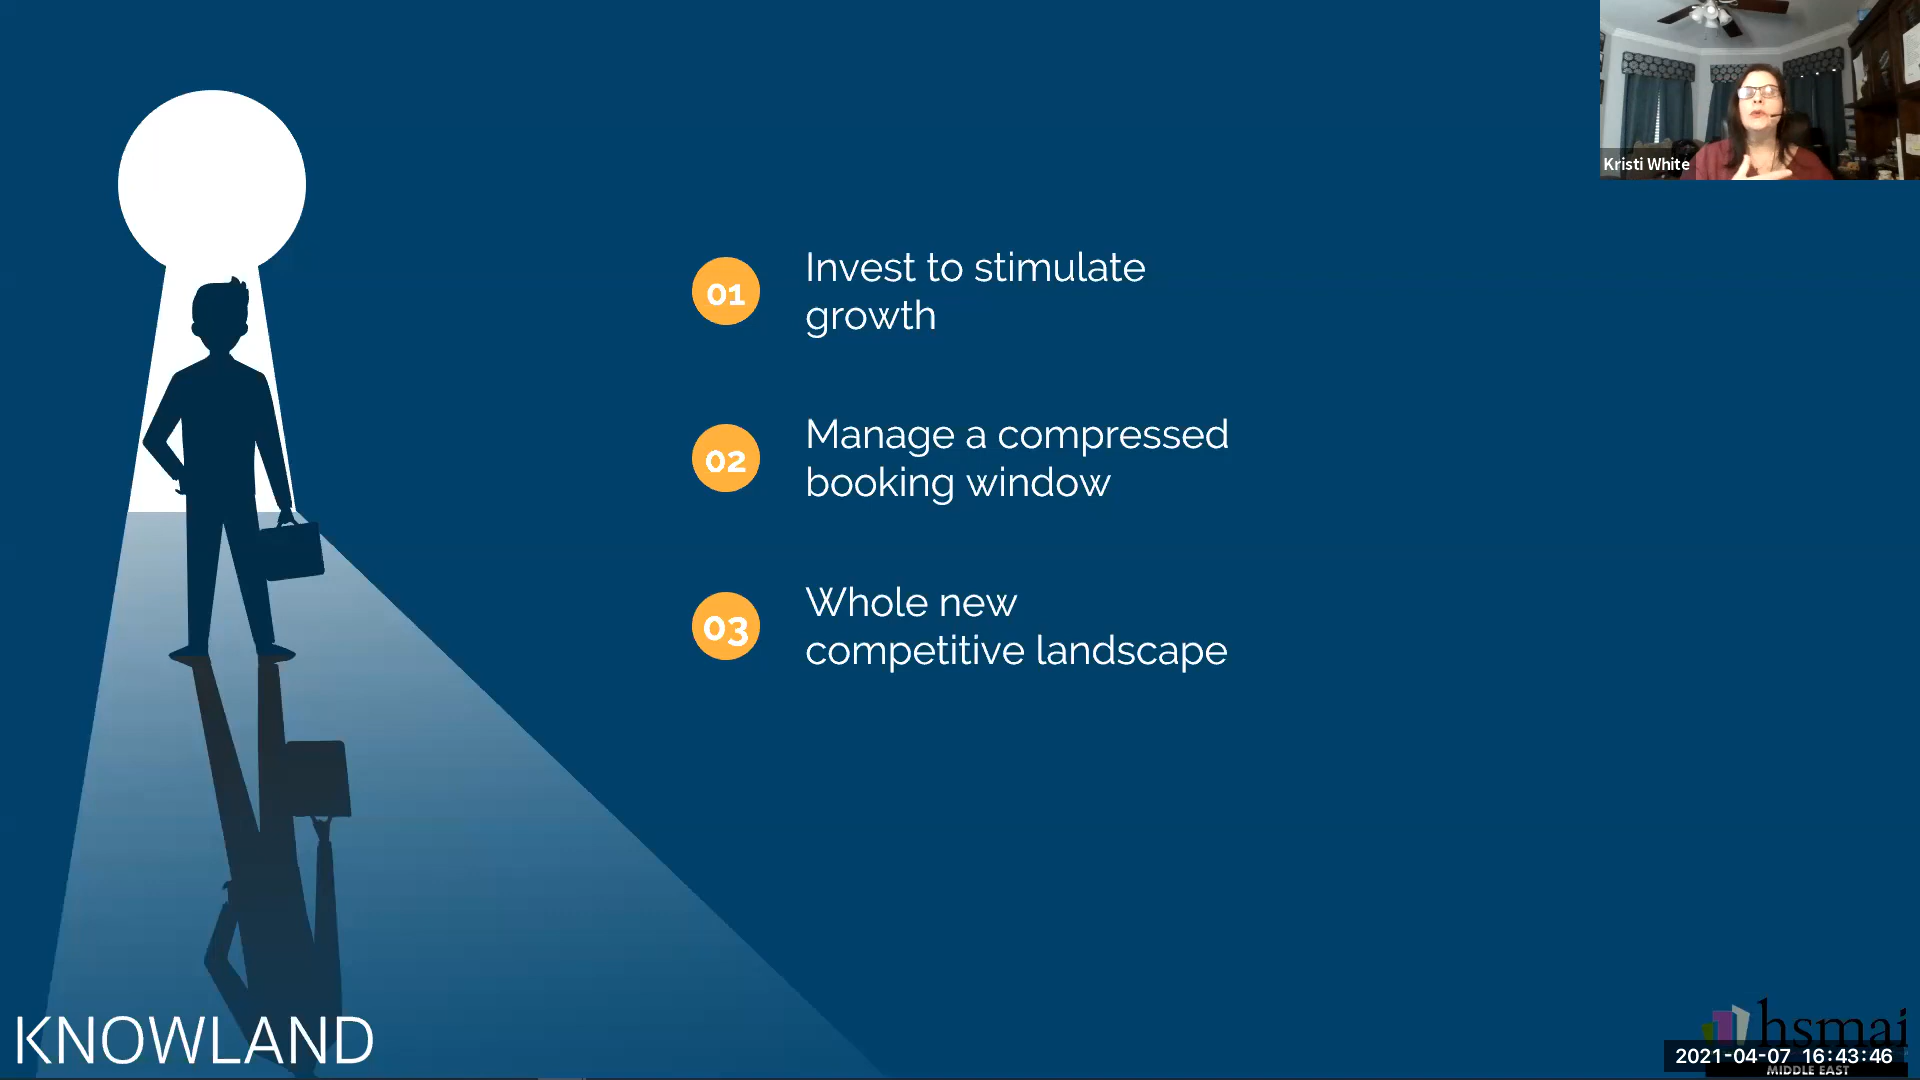 Kristi White
01
Invest to stimulate
growth
02
Manage a compressed
booking window
03
Whole new
competitive landscape
KNOWLAND
hsmai
2021-04-07 16:43:46
MIDDLE EAST